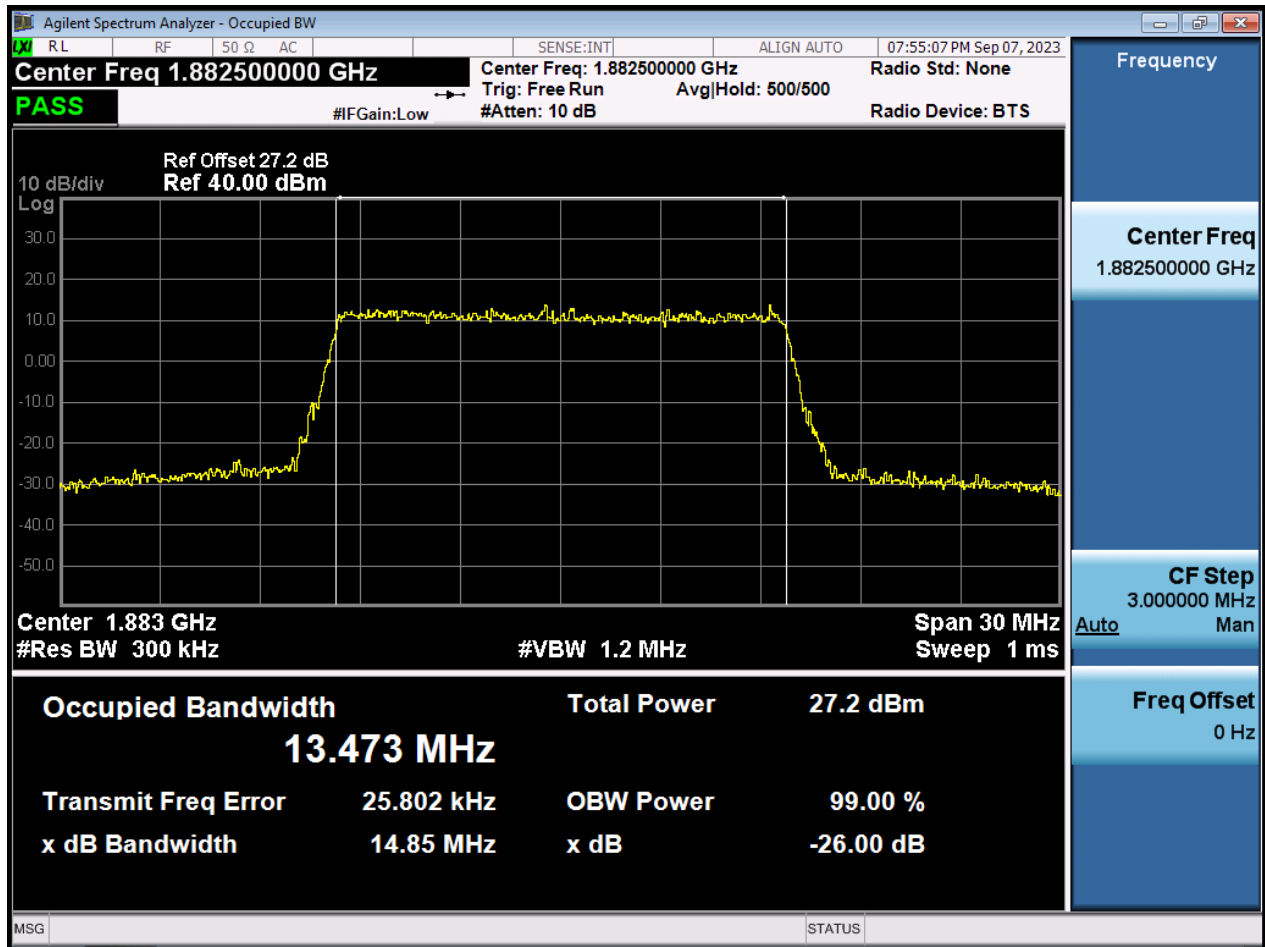 Agilent Spectrum Analyzer - Occupied BW
LXI RL RF 50 Ω AC SENSE:INT ALIGN AUTO 07:55:07 PM Sep 07, 2023
Center Freq 1.882500000 GHz
Center Freq: 1.882500000 GHz Radio Std: None
Trig: Free Run Avg|Hold: 500/500
PASS
#IFGain:Low #Atten: 10 dB Radio Device: BTS
Ref Offset 27.2 dB
10 dB/div Ref 40.00 dBm
Log
30.0
20.0
10.0
0.00
-10.0
-20.0
-30.0
-40.0
-50.0
Center 1.883 GHz Span 30 MHz
#Res BW 300 kHz #VBW 1.2 MHz Sweep 1 ms
Occupied Bandwidth Total Power 27.2 dBm
13.473 MHz
Transmit Freq Error 25.802 kHz OBW Power 99.00 %
x dB Bandwidth 14.85 MHz x dB -26.00 dB
MSG STATUS
Frequency
Center Freq
1.882500000 GHz
CF Step
3.000000 MHz
Auto Man
Freq Offset
0 Hz